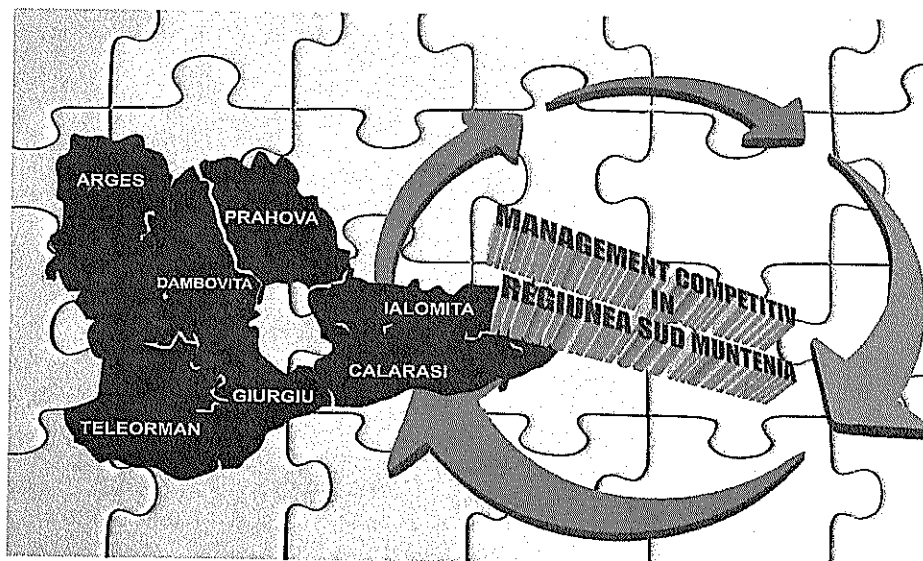 ARGES
PRAHOVA
DAMBOVITA
IALOMITA
CALARASI
GIURGIU
TELEORMAN
MANAGEMENT COMPETITIV
IN
REGIUNEA SUD MUNTENIA